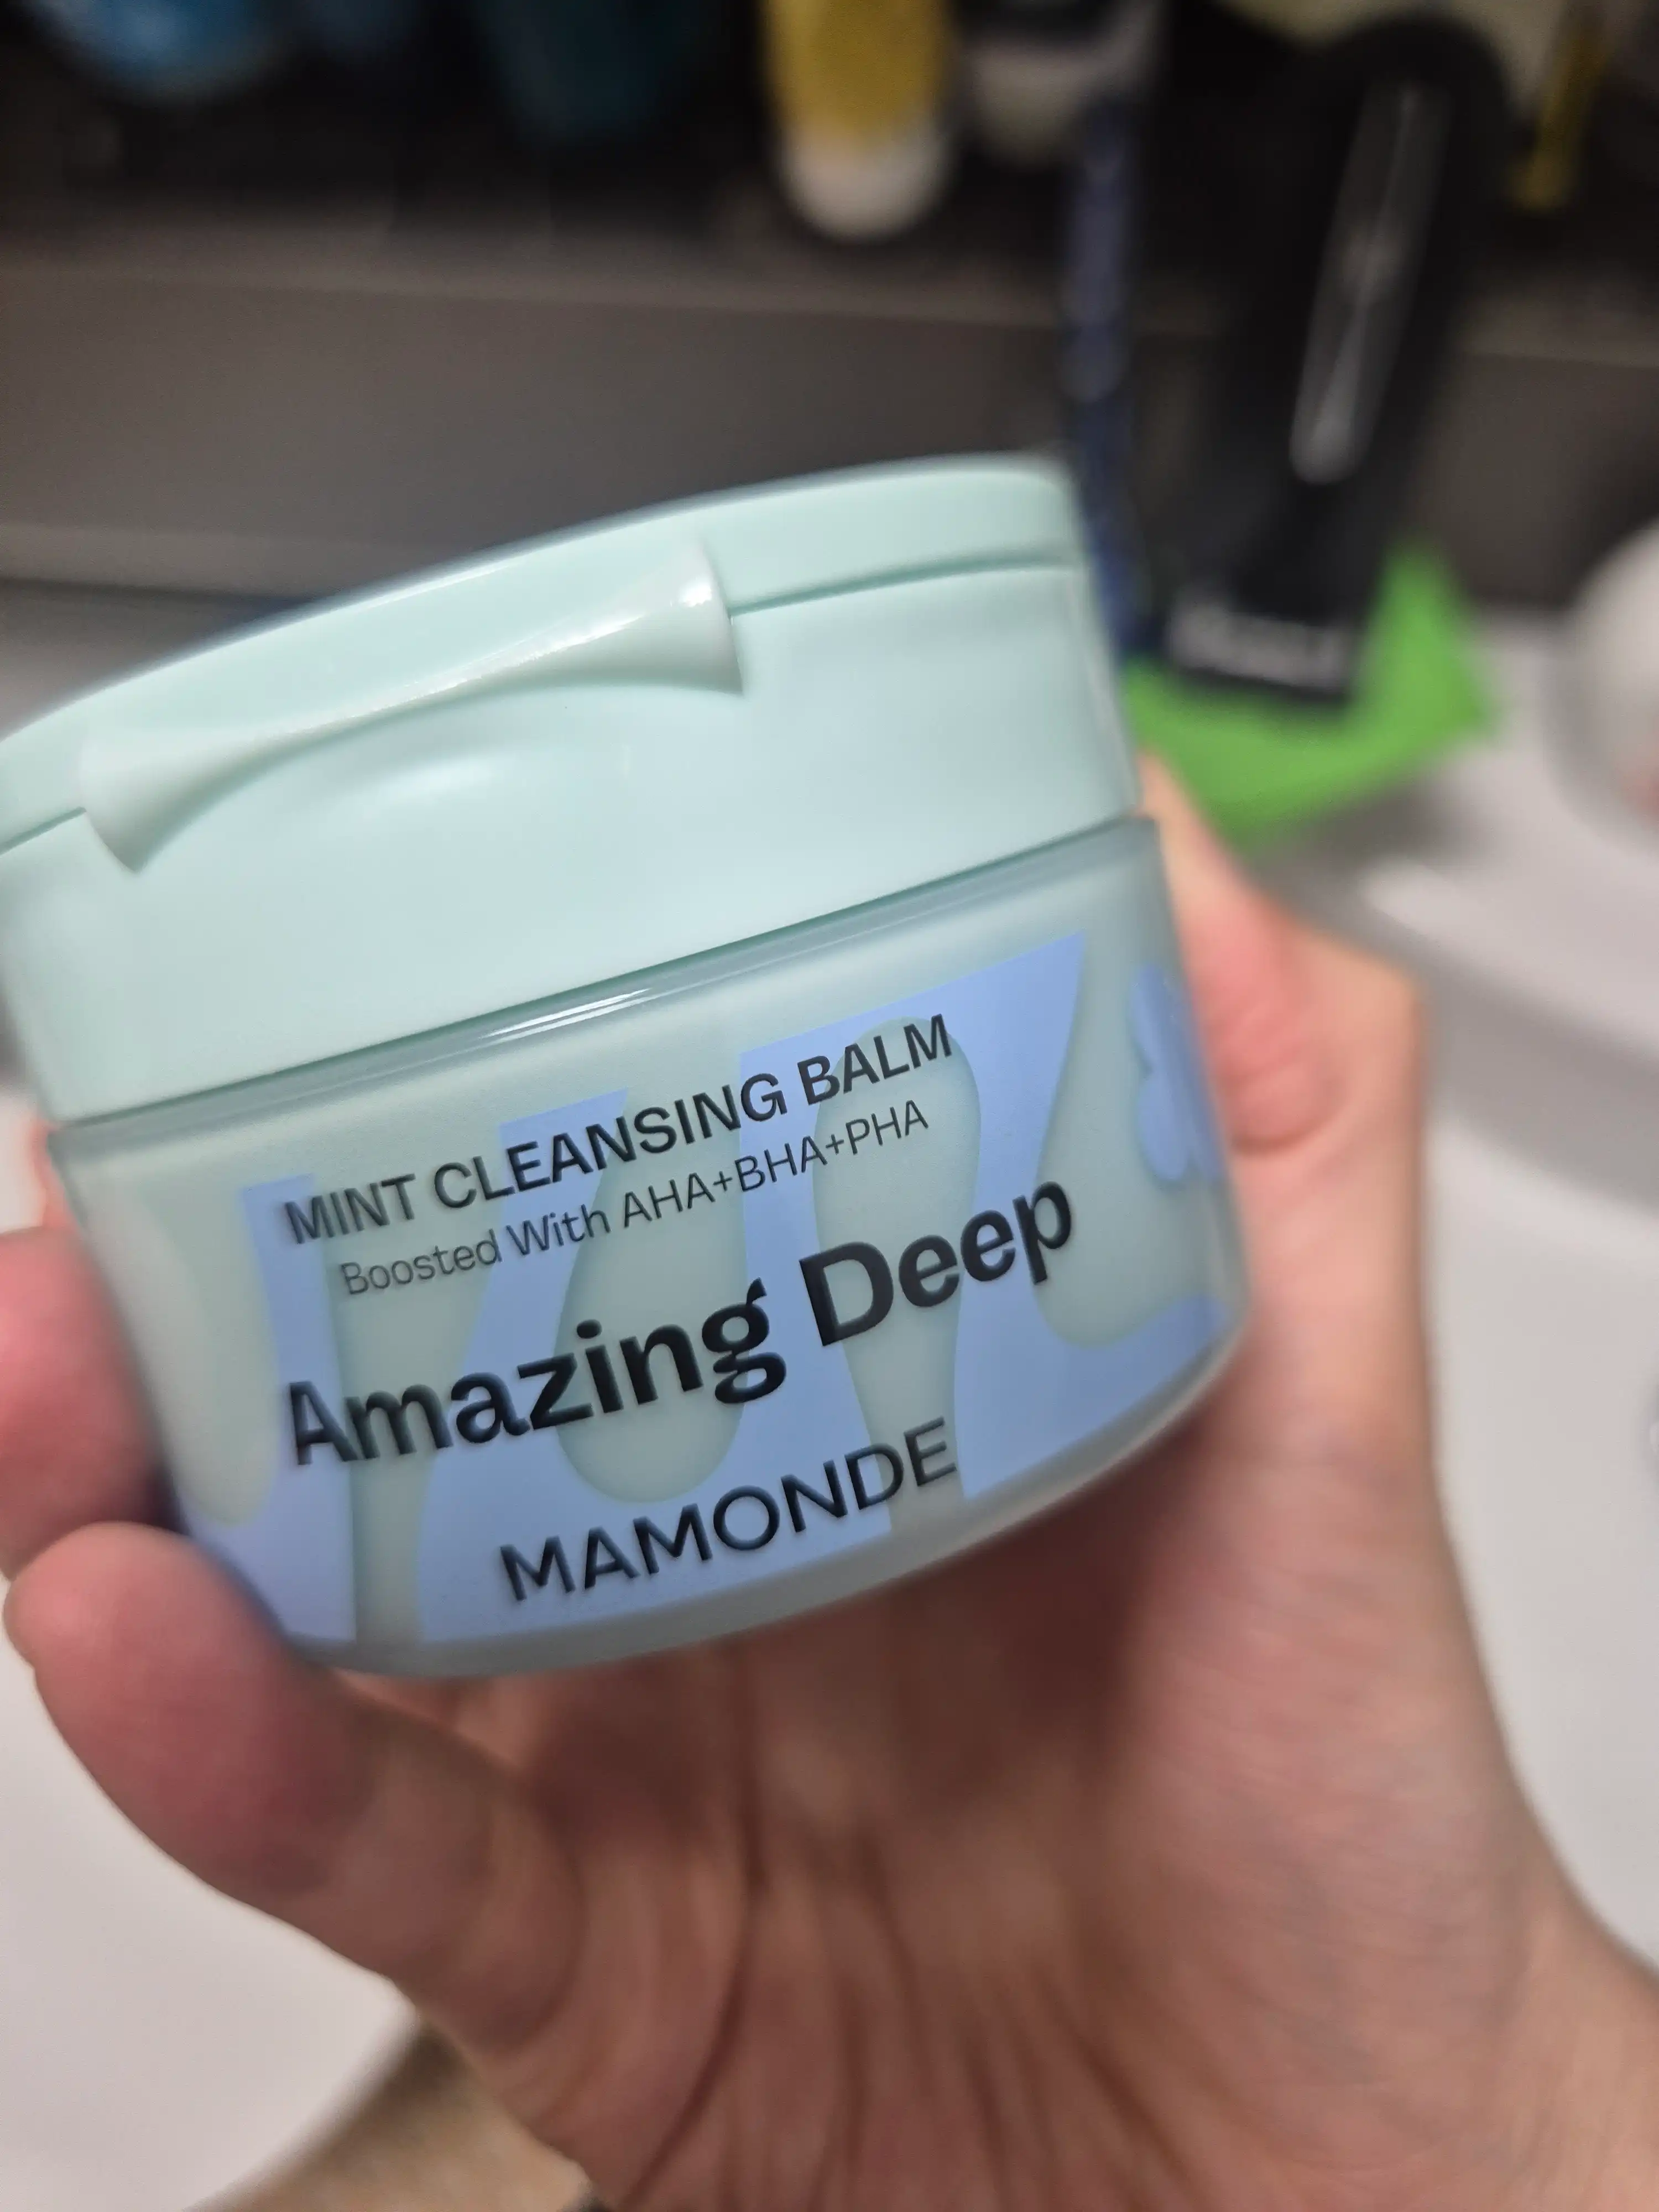 MINT CLEANSING BALM
Boosted With AHA+BHA+PHA
Amazing Deep
MAMONDE